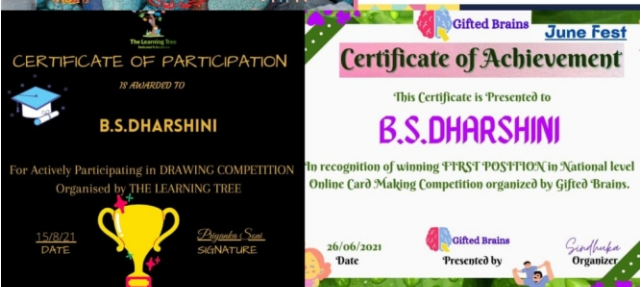 The Learning Tree
CERTIFICATE OF PARTICIPATION
IS AWARDED TO
B.S.DHARSHINI
For Actively Participating in DRAWING COMPETITION
Organised by THE LEARNING TREE
15/8/21
DATE
Priyanka Soni
SIGNATURE
Gifted Brains
June Fest
Certificate of Achievement
This Certificate is Presented to
B.S.DHARSHINI
In recognition of winning FIRST POSITION in National level
Online Card Making Competition organized by Gifted Brains.
26/06/2021
Date
Gifted Brains
Presented by
Sindhuka
Organizer